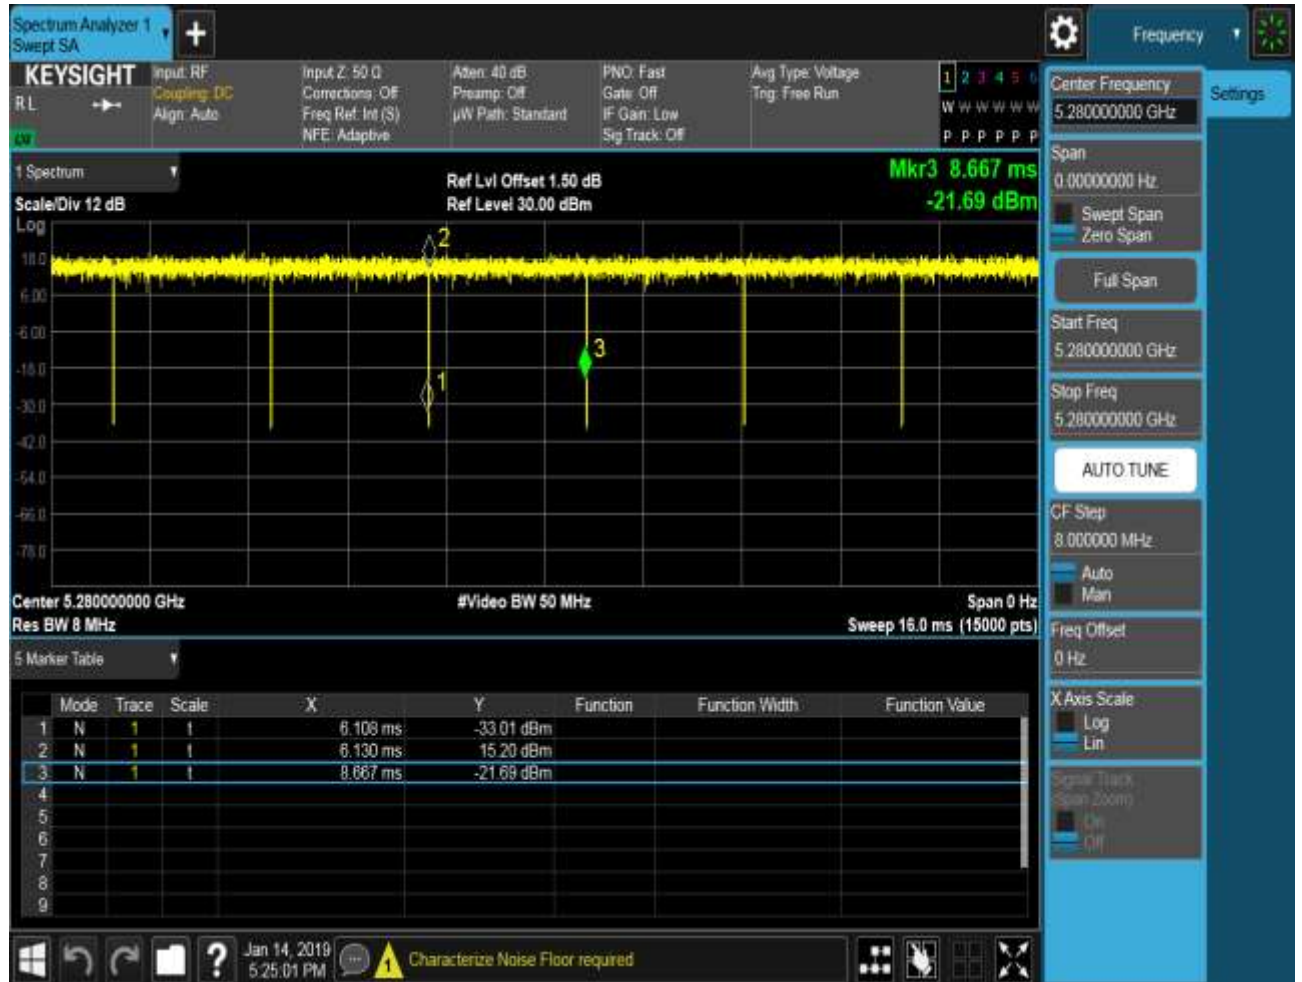 Spectrum Analyzer 1
Swept SA
Frequency
KEYSIGHT
RL
Input: RF
Coupling: DC
Align: Auto
Input Z: 50 Ω
Corrections: Off
Freq Ref: Int (S)
NFE: Adaptive
Atten: 40 dB
Preamp: Off
µW Path: Standard
PNO: Fast
Gate: Off
IF Gain: Low
Sig Track: Off
Avg Type: Voltage
Trig: Free Run
1 2 3 4 5 6
W W W W W W
P P P P P P
1 Spectrum
Scale/Div 12 dB
Ref Lvl Offset 1.50 dB
Ref Level 30.00 dBm
Mkr3 8.667 ms
-21.69 dBm
Log
18.0
6.00
-6.00
-18.0
-30.0
-42.0
-54.0
-66.0
-78.0
2
1
3
Center 5.280000000 GHz
Res BW 8 MHz
#Video BW 50 MHz
Span 0 Hz
Sweep 16.0 ms (15000 pts)
5 Marker Table
Mode Trace Scale X Y Function Function Width Function Value
1 N 1 t 6.108 ms -33.01 dBm
2 N 1 t 6.130 ms 15.20 dBm
3 N 1 t 8.667 ms -21.69 dBm
4
5
6
7
8
9
Jan 14, 2019
5:25:01 PM
1
Characterize Noise Floor required
Center Frequency
5.280000000 GHz
Settings
Span
0.00000000 Hz
Swept Span
Zero Span
Full Span
Start Freq
5.280000000 GHz
Stop Freq
5.280000000 GHz
AUTO TUNE
CF Step
8.000000 MHz
Auto
Man
Freq Offset
0 Hz
X Axis Scale
Log
Lin
Signal Track
(Span Zoom)
On
Off